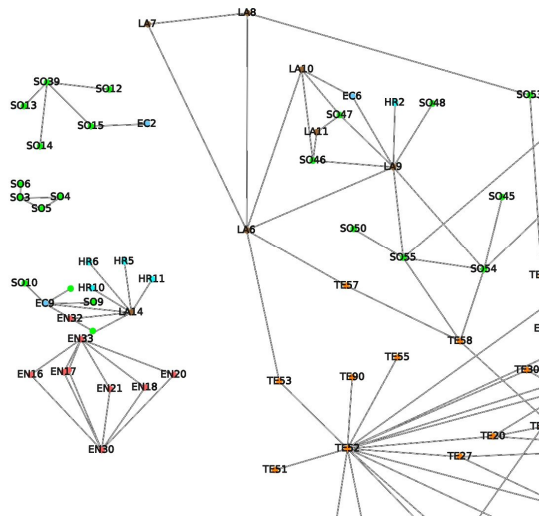 LA8
LA7
LA10
SO39
SO12
EC6
SO53
SO13
HR2
SO48
SO47
SO15
EC2
LA11
SO14
SO46
LA9
SO6
SO3
SO4
SO45
SO5
LA6
SO50
SO55
HR6
HR5
SO54
HR11
SO10
HR10
TE57
EC9
SO9
LA14
EN32
EN33
TE58
TE55
EN16
EN17
EN20
TE30
TE53
TE90
EN21
EN18
TE20
EN30
TE52
TE27
TE51